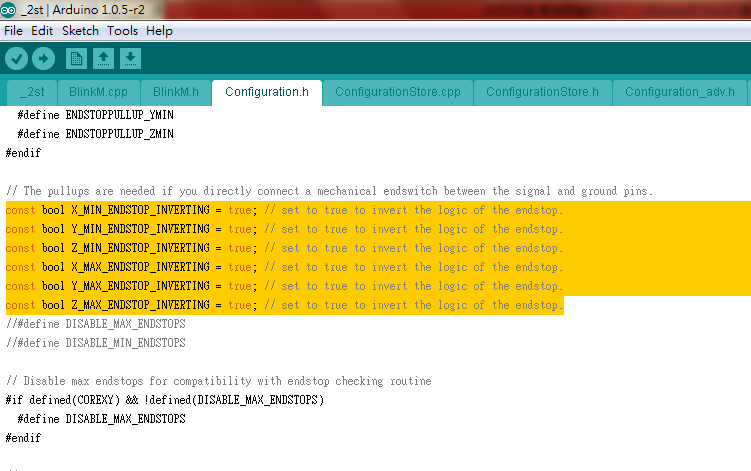 _2st | Arduino 1.0.5-r2
File Edit Sketch Tools Help
_2st BlinkM.cpp BlinkM.h Configuration.h ConfigurationStore.cpp ConfigurationStore.h Configuration_adv.h
#define ENDSTOPPULLUP_YMIN
#define ENDSTOPPULLUP_ZMIN
#endif
// The pullups are needed if you directly connect a mechanical endswitch between the signal and ground pins.
const bool X_MIN_ENDSTOP_INVERTING = true; // set to true to invert the logic of the endstop.
const bool Y_MIN_ENDSTOP_INVERTING = true; // set to true to invert the logic of the endstop.
const bool Z_MIN_ENDSTOP_INVERTING = true; // set to true to invert the logic of the endstop.
const bool X_MAX_ENDSTOP_INVERTING = true; // set to true to invert the logic of the endstop.
const bool Y_MAX_ENDSTOP_INVERTING = true; // set to true to invert the logic of the endstop.
const bool Z_MAX_ENDSTOP_INVERTING = true; // set to true to invert the logic of the endstop.
//#define DISABLE_MAX_ENDSTOPS
//#define DISABLE_MIN_ENDSTOPS
// Disable max endstops for compatibility with endstop checking routine
#if defined(COREXY) && !defined(DISABLE_MAX_ENDSTOPS)
#define DISABLE_MAX_ENDSTOPS
#endif